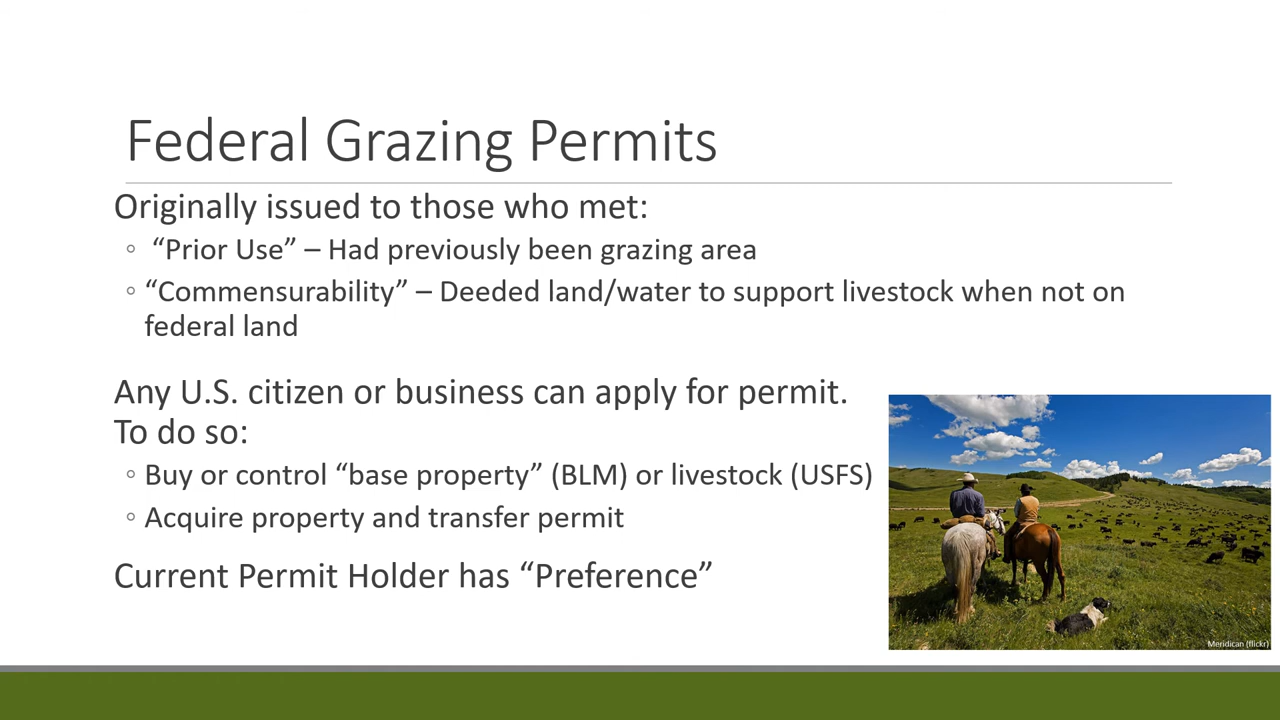 Federal Grazing Permits
Originally issued to those who met:
◦ “Prior Use” – Had previously been grazing area
◦ “Commensurability” – Deeded land/water to support livestock when not on
federal land
Any U.S. citizen or business can apply for permit.
To do so:
◦ Buy or control “base property” (BLM) or livestock (USFS)
◦ Acquire property and transfer permit
Current Permit Holder has “Preference”
Meridican (flickr)